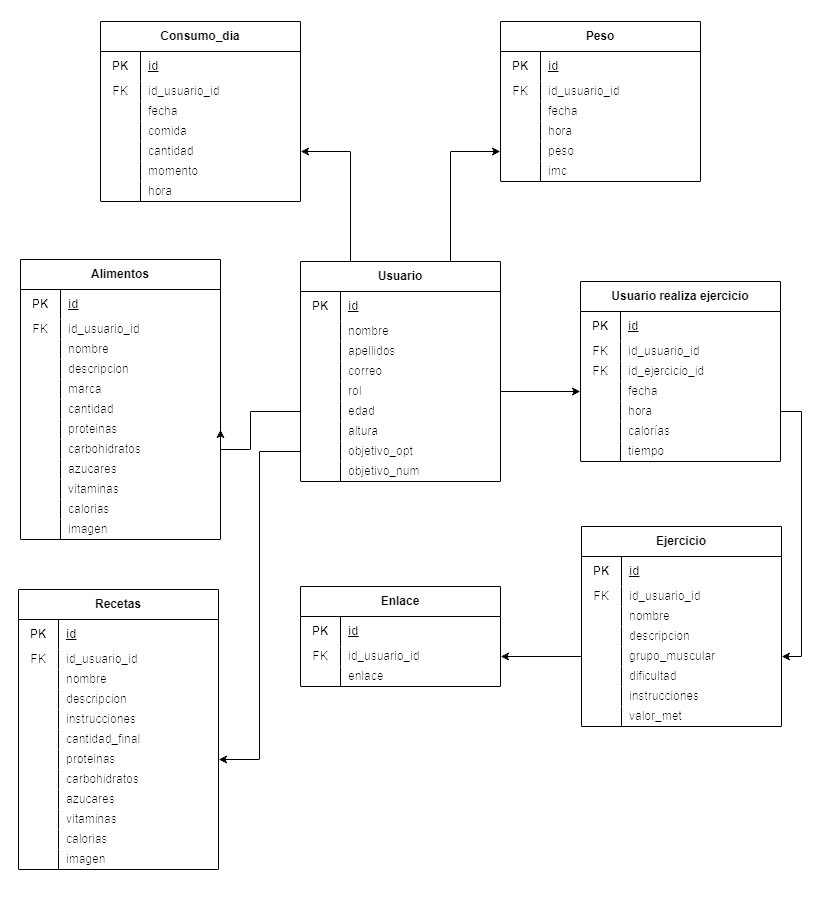 Consumo_dia
PK id
FK id_usuario_id
fecha
comida
cantidad
momento
hora
Peso
PK id
FK id_usuario_id
fecha
hora
peso
imc
Alimentos
PK id
FK id_usuario_id
nombre
descripcion
marca
cantidad
proteinas
carbohidratos
azucares
vitaminas
calorias
imagen
Usuario
PK id
nombre
apellidos
correo
rol
edad
altura
objetivo_opt
objetivo_num
Usuario realiza ejercicio
PK id
FK id_usuario_id
FK id_ejercicio_id
fecha
hora
calorías
tiempo
Recetas
PK id
FK id_usuario_id
nombre
descripcion
instrucciones
cantidad_final
proteinas
carbohidratos
azucares
vitaminas
calorias
imagen
Enlace
PK id
FK id_usuario_id
enlace
Ejercicio
PK id
FK id_usuario_id
nombre
descripcion
grupo_muscular
dificultad
instrucciones
valor_met